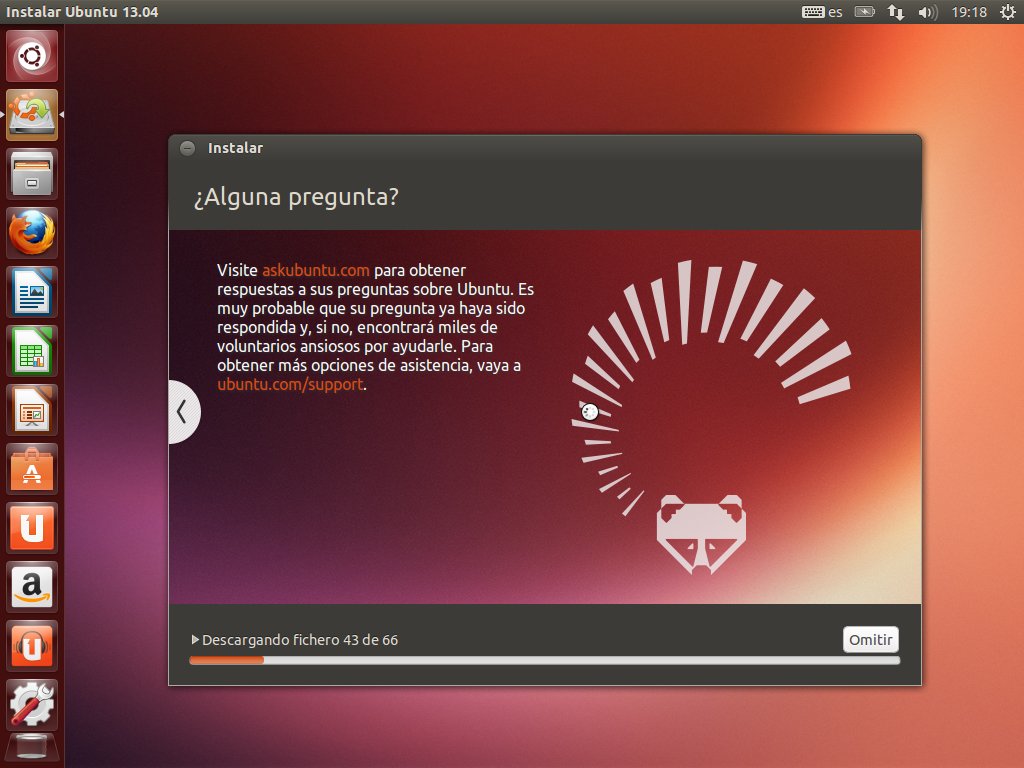 Instalar Ubuntu 13.04
es
19:18
Instalar
¿Alguna pregunta?
Visite askubuntu.com para obtener
respuestas a sus preguntas sobre Ubuntu. Es
muy probable que su pregunta ya haya sido
respondida y, si no, encontrará miles de
voluntarios ansiosos por ayudarle. Para
obtener más opciones de asistencia, vaya a
ubuntu.com/support.
Descargando fichero 43 de 66
Omitir